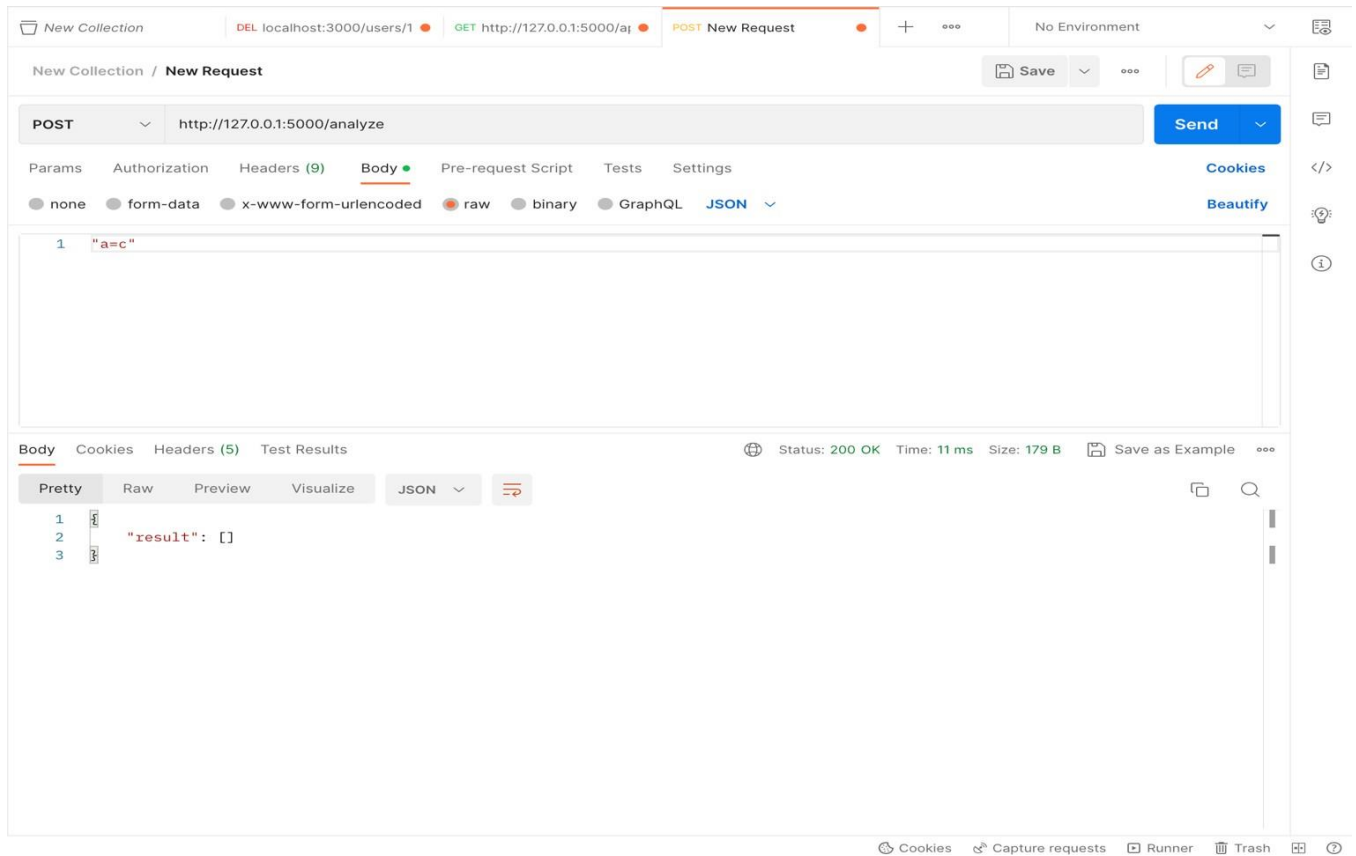 New Collection DEL localhost:3000/users/1 GET http://127.0.0.1:5000/ap POST New Request No Environment
New Collection / New Request Save
POST http://127.0.0.1:5000/analyze Send
Params Authorization Headers (9) Body Pre-request Script Tests Settings Cookies
none form-data x-www-form-urlencoded raw binary GraphQL JSON Beautify
1 "a=c"
Body Cookies Headers (5) Test Results Status: 200 OK Time: 11 ms Size: 179 B Save as Example
Pretty Raw Preview Visualize JSON
1 {
2 "result": []
3 }
Cookies Capture requests Runner Trash